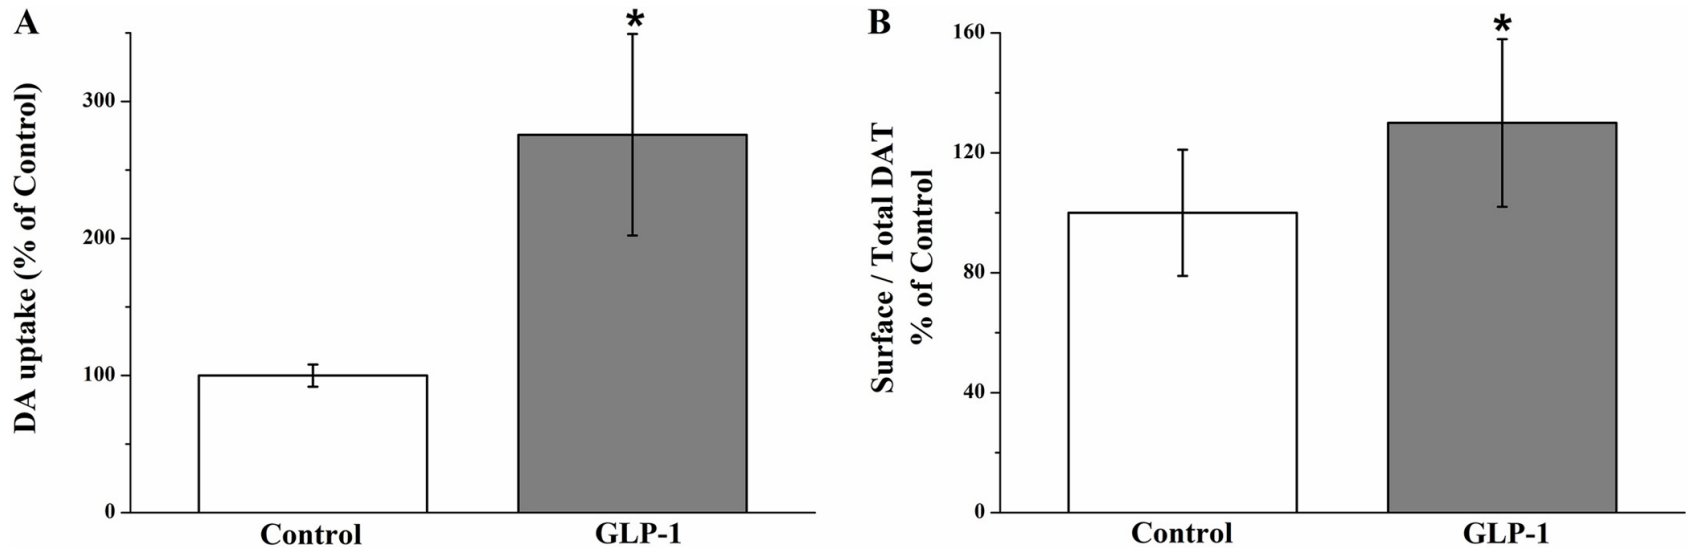 A
DA uptake (% of Control)
300
200
100
0
*
Control
GLP-1
B
Surface / Total DAT
% of Control
160
120
80
40
0
*
Control
GLP-1